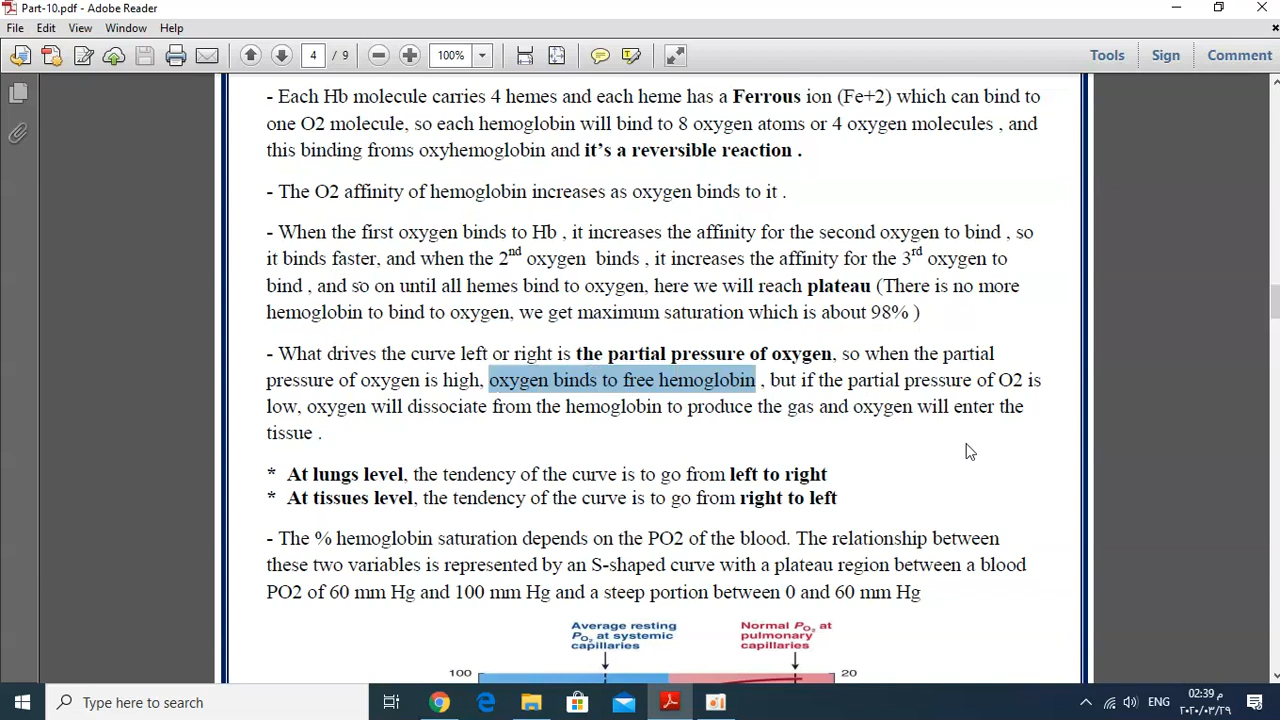 Part-10.pdf - Adobe Reader
File Edit View Window Help
4 / 9 100% Tools Sign Comment
- Each Hb molecule carries 4 hemes and each heme has a Ferrous ion (Fe+2) which can bind to
one O2 molecule, so each hemoglobin will bind to 8 oxygen atoms or 4 oxygen molecules , and
this binding froms oxyhemoglobin and it's a reversible reaction .
- The O2 affinity of hemoglobin increases as oxygen binds to it .
- When the first oxygen binds to Hb , it increases the affinity for the second oxygen to bind , so
it binds faster, and when the 2nd oxygen binds , it increases the affinity for the 3rd oxygen to
bind , and so on until all hemes bind to oxygen, here we will reach plateau (There is no more
hemoglobin to bind to oxygen, we get maximum saturation which is about 98% )
- What drives the curve left or right is the partial pressure of oxygen, so when the partial
pressure of oxygen is high, oxygen binds to free hemoglobin , but if the partial pressure of O2 is
low, oxygen will dissociate from the hemoglobin to produce the gas and oxygen will enter the
tissue .
* At lungs level, the tendency of the curve is to go from left to right
* At tissues level, the tendency of the curve is to go from right to left
- The % hemoglobin saturation depends on the PO2 of the blood. The relationship between
these two variables is represented by an S-shaped curve with a plateau region between a blood
PO2 of 60 mm Hg and 100 mm Hg and a steep portion between 0 and 60 mm Hg
Average resting
PO2 at systemic
capillaries
Normal PO2 at
pulmonary
capillaries
100 20
Type here to search
ENG
02:39 م
٢٠٢٠/٠٣/٢٩